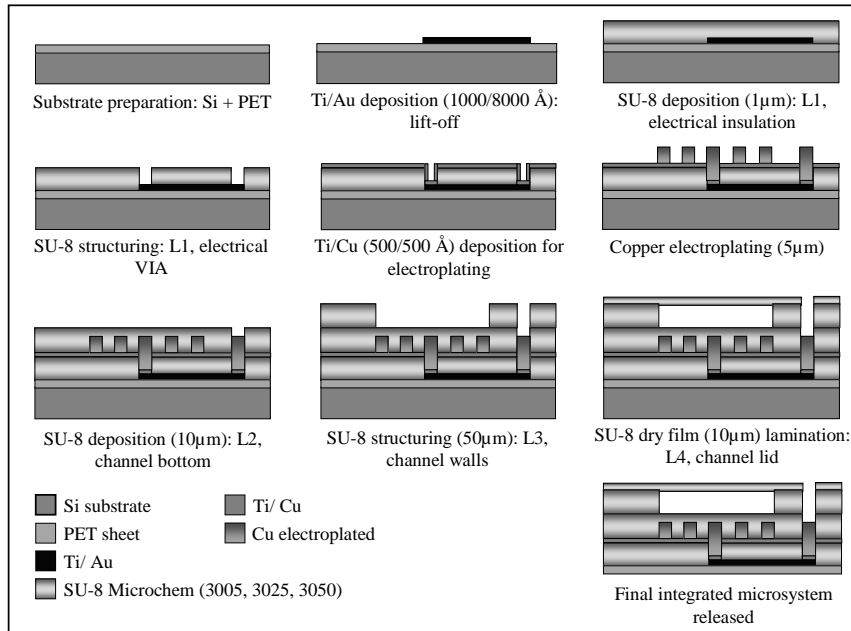 Substrate preparation: Si + PET
Ti/Au deposition (1000/8000 Å):
lift-off
SU-8 deposition (1µm): L1,
electrical insulation
SU-8 structuring: L1, electrical
VIA
Ti/Cu (500/500 Å) deposition for
electroplating
Copper electroplating (5µm)
SU-8 deposition (10µm): L2,
channel bottom
SU-8 structuring (50µm): L3,
channel walls
SU-8 dry film (10µm) lamination:
L4, channel lid
Si substrate
PET sheet
Ti/ Au
SU-8 Microchem (3005, 3025, 3050)
Ti/ Cu
Cu electroplated
Final integrated microsystem
released